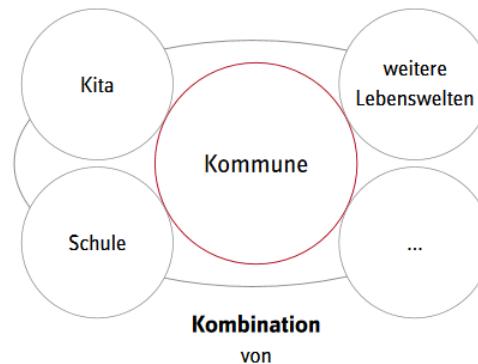 Kita
weitere
Lebenswelten
Kommune
Schule
...
Kombination
von